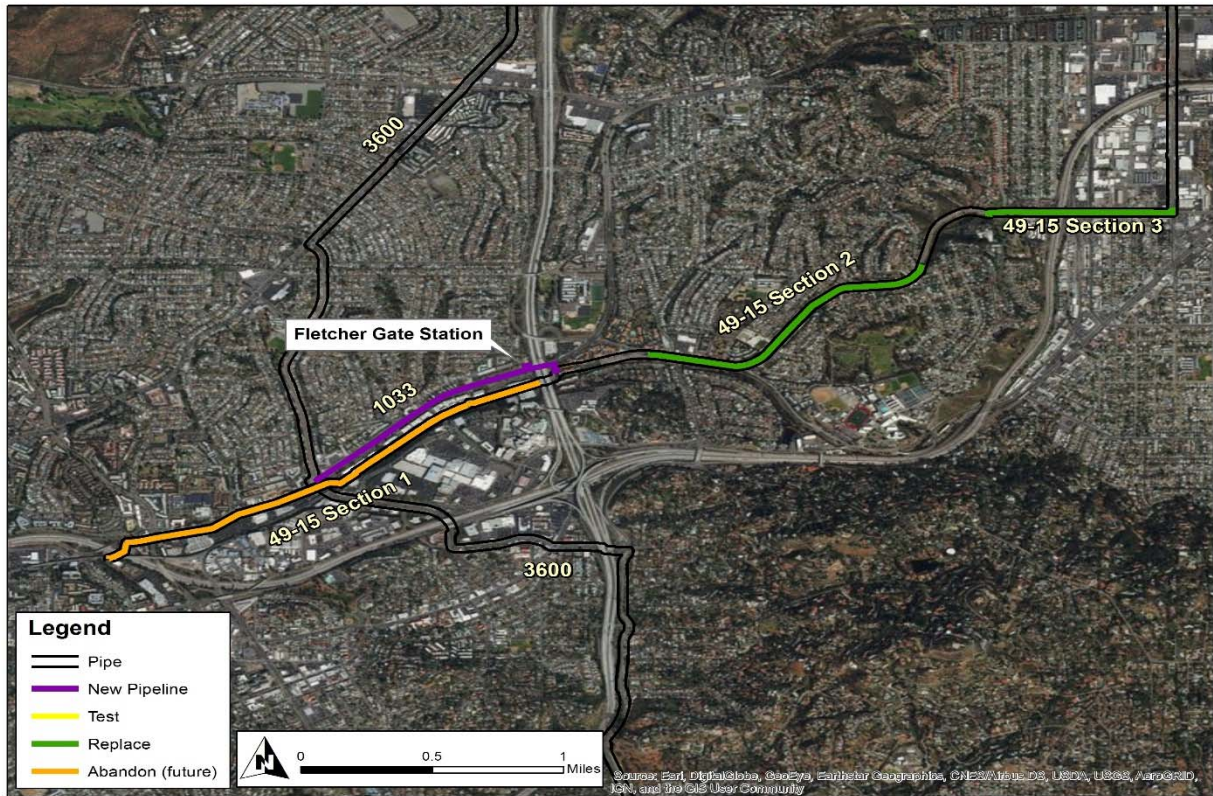 3600
49-15 Section 3
49-15 Section 2
Fletcher Gate Station
1033
49-15 Section 1
3600
Legend
Pipe
New Pipeline
Test
Replace
Abandon (future)
N
0 0.5 1
Miles
Source: Esri, DigitalGlobe, GeoEye, Earthstar Geographics, CNES/Airbus DS, USDA, USGS, AeroGRID,
IGN, and the GIS User Community